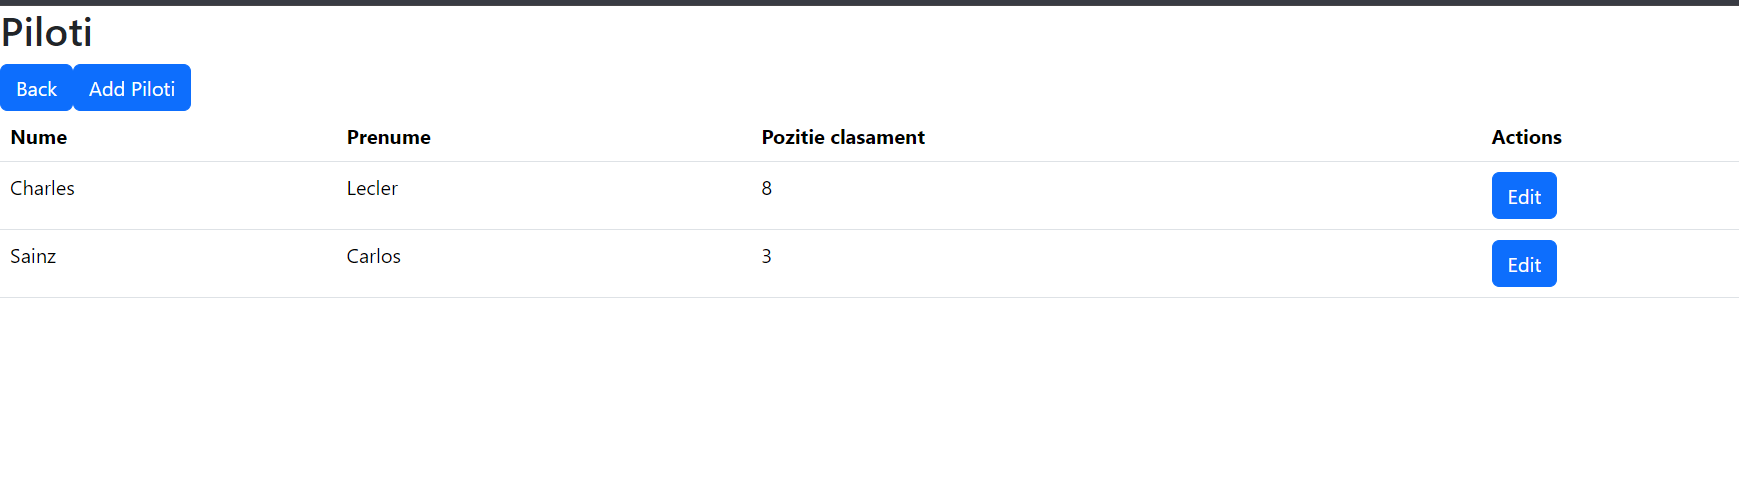 Piloti
Back Add Piloti
Nume Prenume Pozitie clasament Actions
Charles Lecler 8 Edit
Sainz Carlos 3 Edit